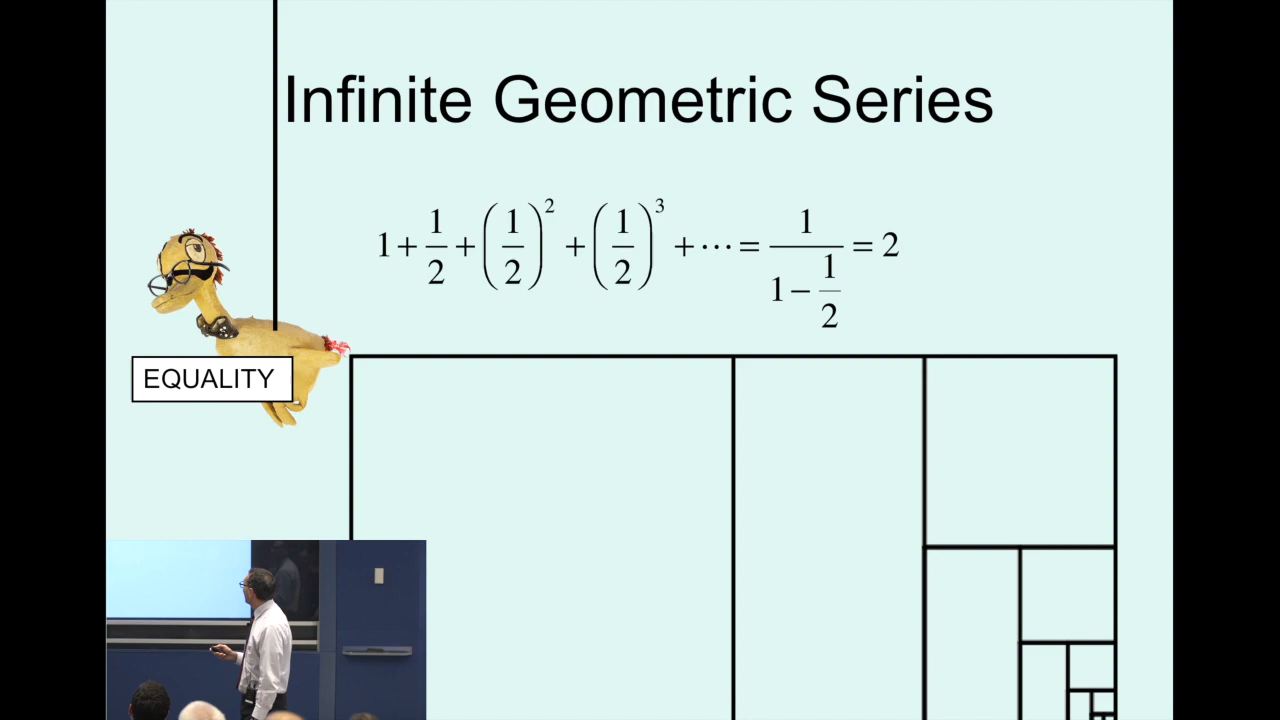 Infinite Geometric Series
1 + 1/2 + (1/2)^2 + (1/2)^3 + ⋯ = 1/(1 − 1/2) = 2
EQUALITY